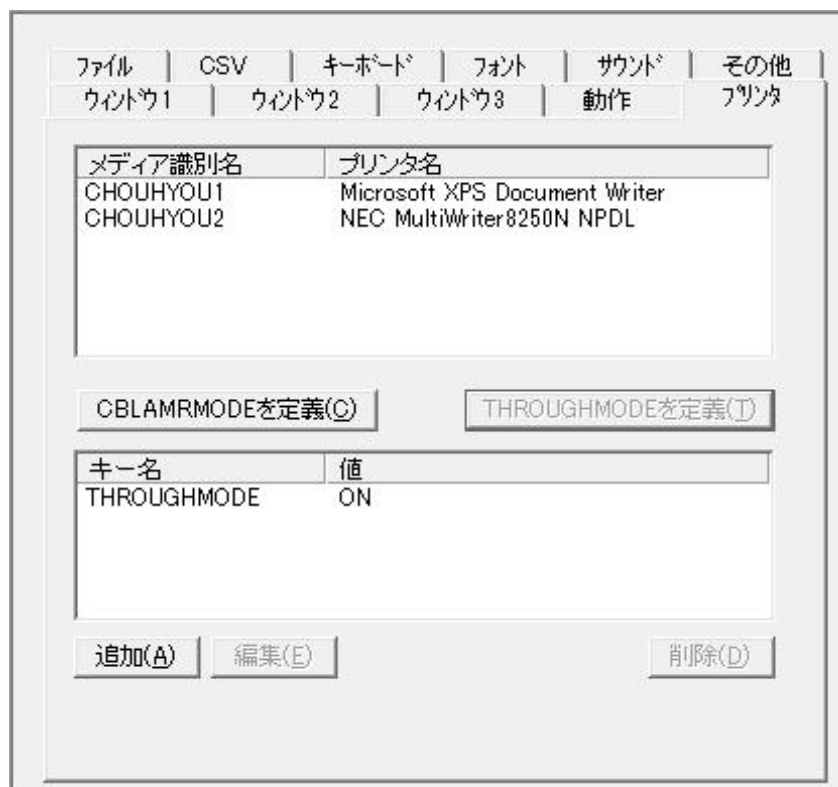 ﾌｧｲﾙ CSV ｷｰﾎﾞｰﾄﾞ ﾌｫﾝﾄ ｻｳﾝﾄﾞ その他
ｳｨﾝﾄﾞｳ1 ｳｨﾝﾄﾞｳ2 ｳｨﾝﾄﾞｳ3 動作 ﾌﾟﾘﾝﾀ
メディア識別名 プリンタ名
CHOUHYOU1 Microsoft XPS Document Writer
CHOUHYOU2 NEC MultiWriter8250N NPDL
CBLAMRMODEを定義(C) THROUGHMODEを定義(T)
キー名 値
THROUGHMODE ON
追加(A) 編集(E) 削除(D)